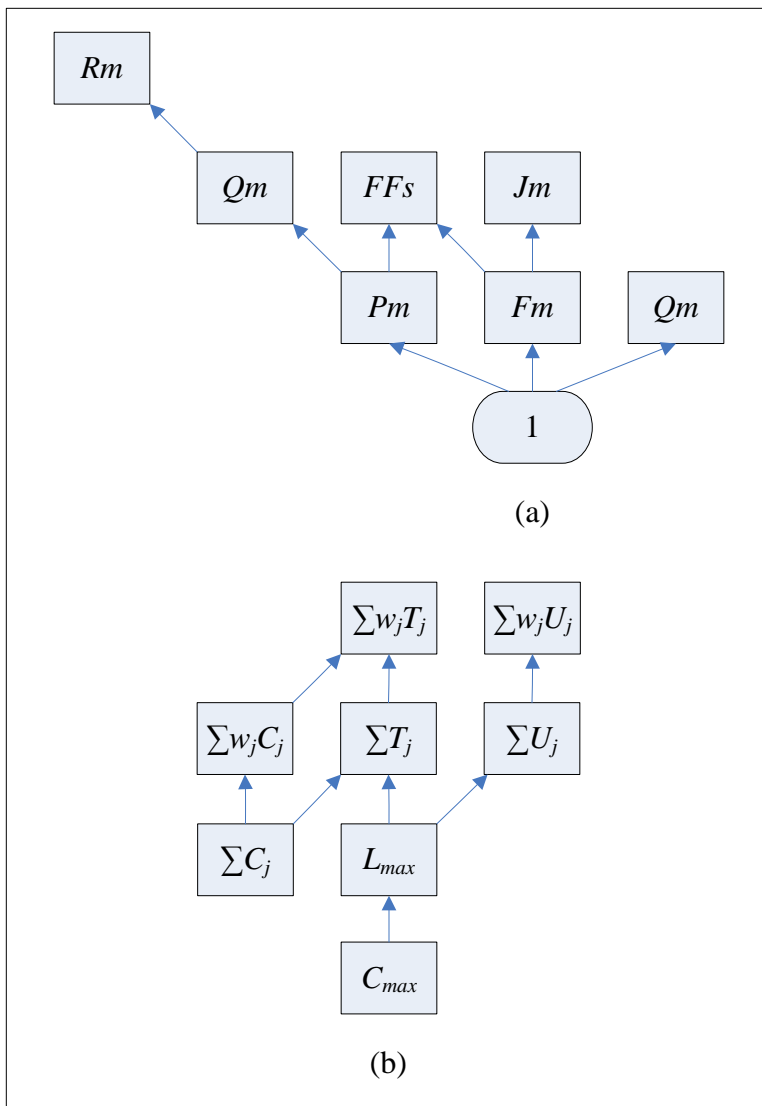 Rm
Qm FFs Jm
Pm Fm Qm
1
(a)
∑wⱼTⱼ ∑wⱼUⱼ
∑wⱼCⱼ ∑Tⱼ ∑Uⱼ
∑Cⱼ Lmax
Cmax
(b)